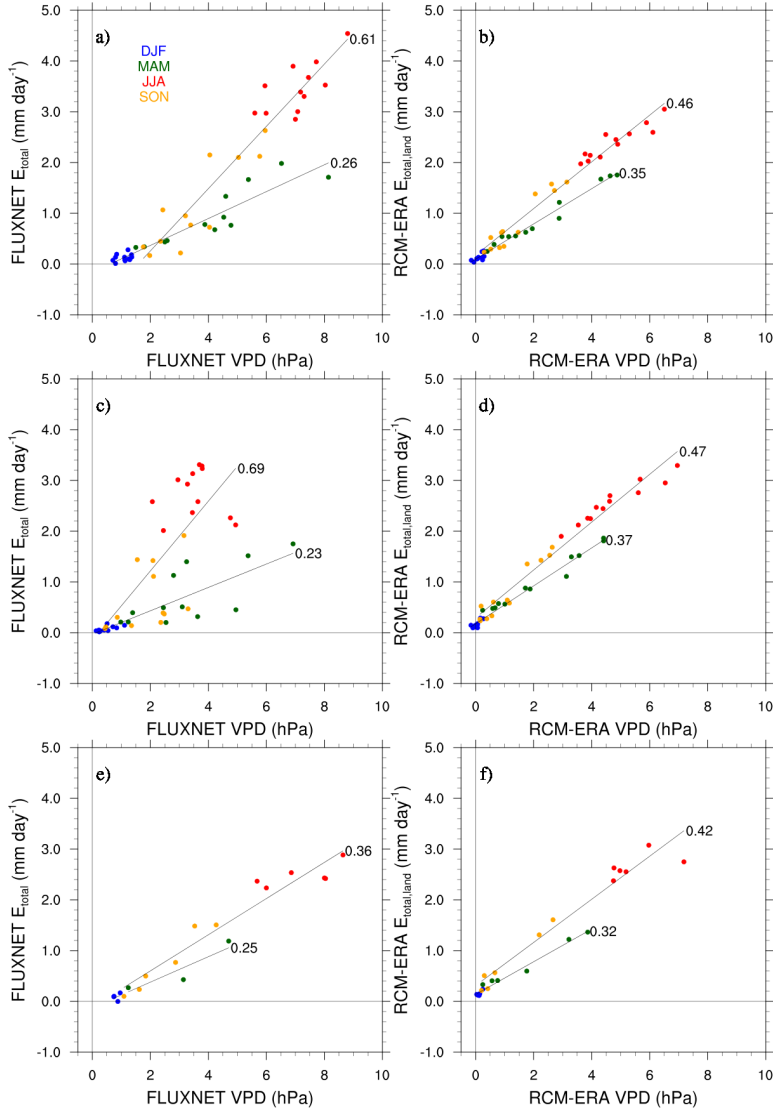 a)
DJF
MAM
JJA
SON
0.61
0.26
5.0
4.0
3.0
2.0
1.0
0.0
-1.0
0 2 4 6 8 10
FLUXNET E_total (mm day^-1)
FLUXNET VPD (hPa)
b)
0.46
0.35
5.0
4.0
3.0
2.0
1.0
0.0
-1.0
0 2 4 6 8 10
RCM-ERA E_total,land (mm day^-1)
RCM-ERA VPD (hPa)
c)
0.69
0.23
5.0
4.0
3.0
2.0
1.0
0.0
-1.0
0 2 4 6 8 10
FLUXNET E_total (mm day^-1)
FLUXNET VPD (hPa)
d)
0.47
0.37
5.0
4.0
3.0
2.0
1.0
0.0
-1.0
0 2 4 6 8 10
RCM-ERA E_total,land (mm day^-1)
RCM-ERA VPD (hPa)
e)
0.36
0.25
5.0
4.0
3.0
2.0
1.0
0.0
-1.0
0 2 4 6 8 10
FLUXNET E_total (mm day^-1)
FLUXNET VPD (hPa)
f)
0.42
0.32
5.0
4.0
3.0
2.0
1.0
0.0
-1.0
0 2 4 6 8 10
RCM-ERA E_total,land (mm day^-1)
RCM-ERA VPD (hPa)